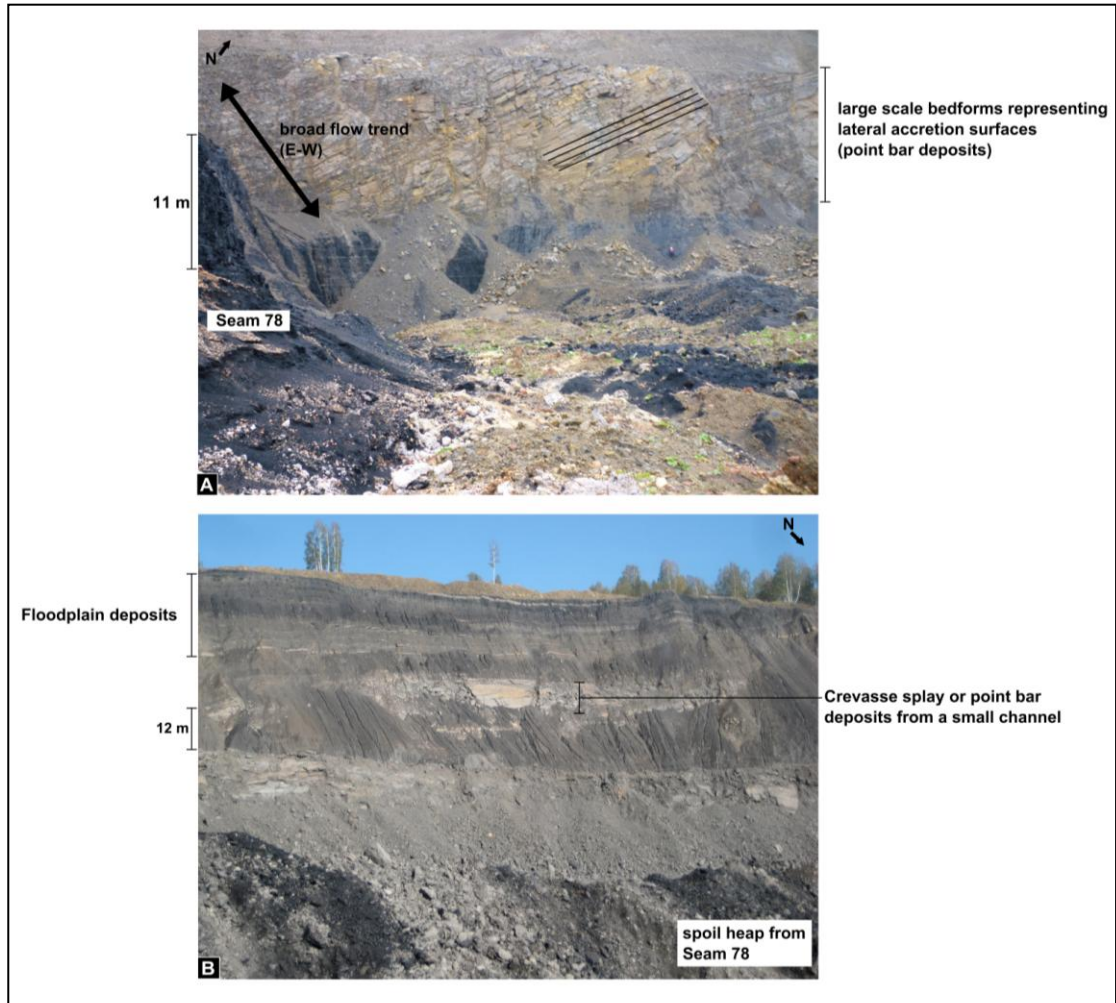 N
broad flow trend
(E-W)
large scale bedforms representing
lateral accretion surfaces
(point bar deposits)
11 m
Seam 78
A
N
Floodplain deposits
Crevasse splay or point bar
deposits from a small channel
12 m
spoil heap from
Seam 78
B